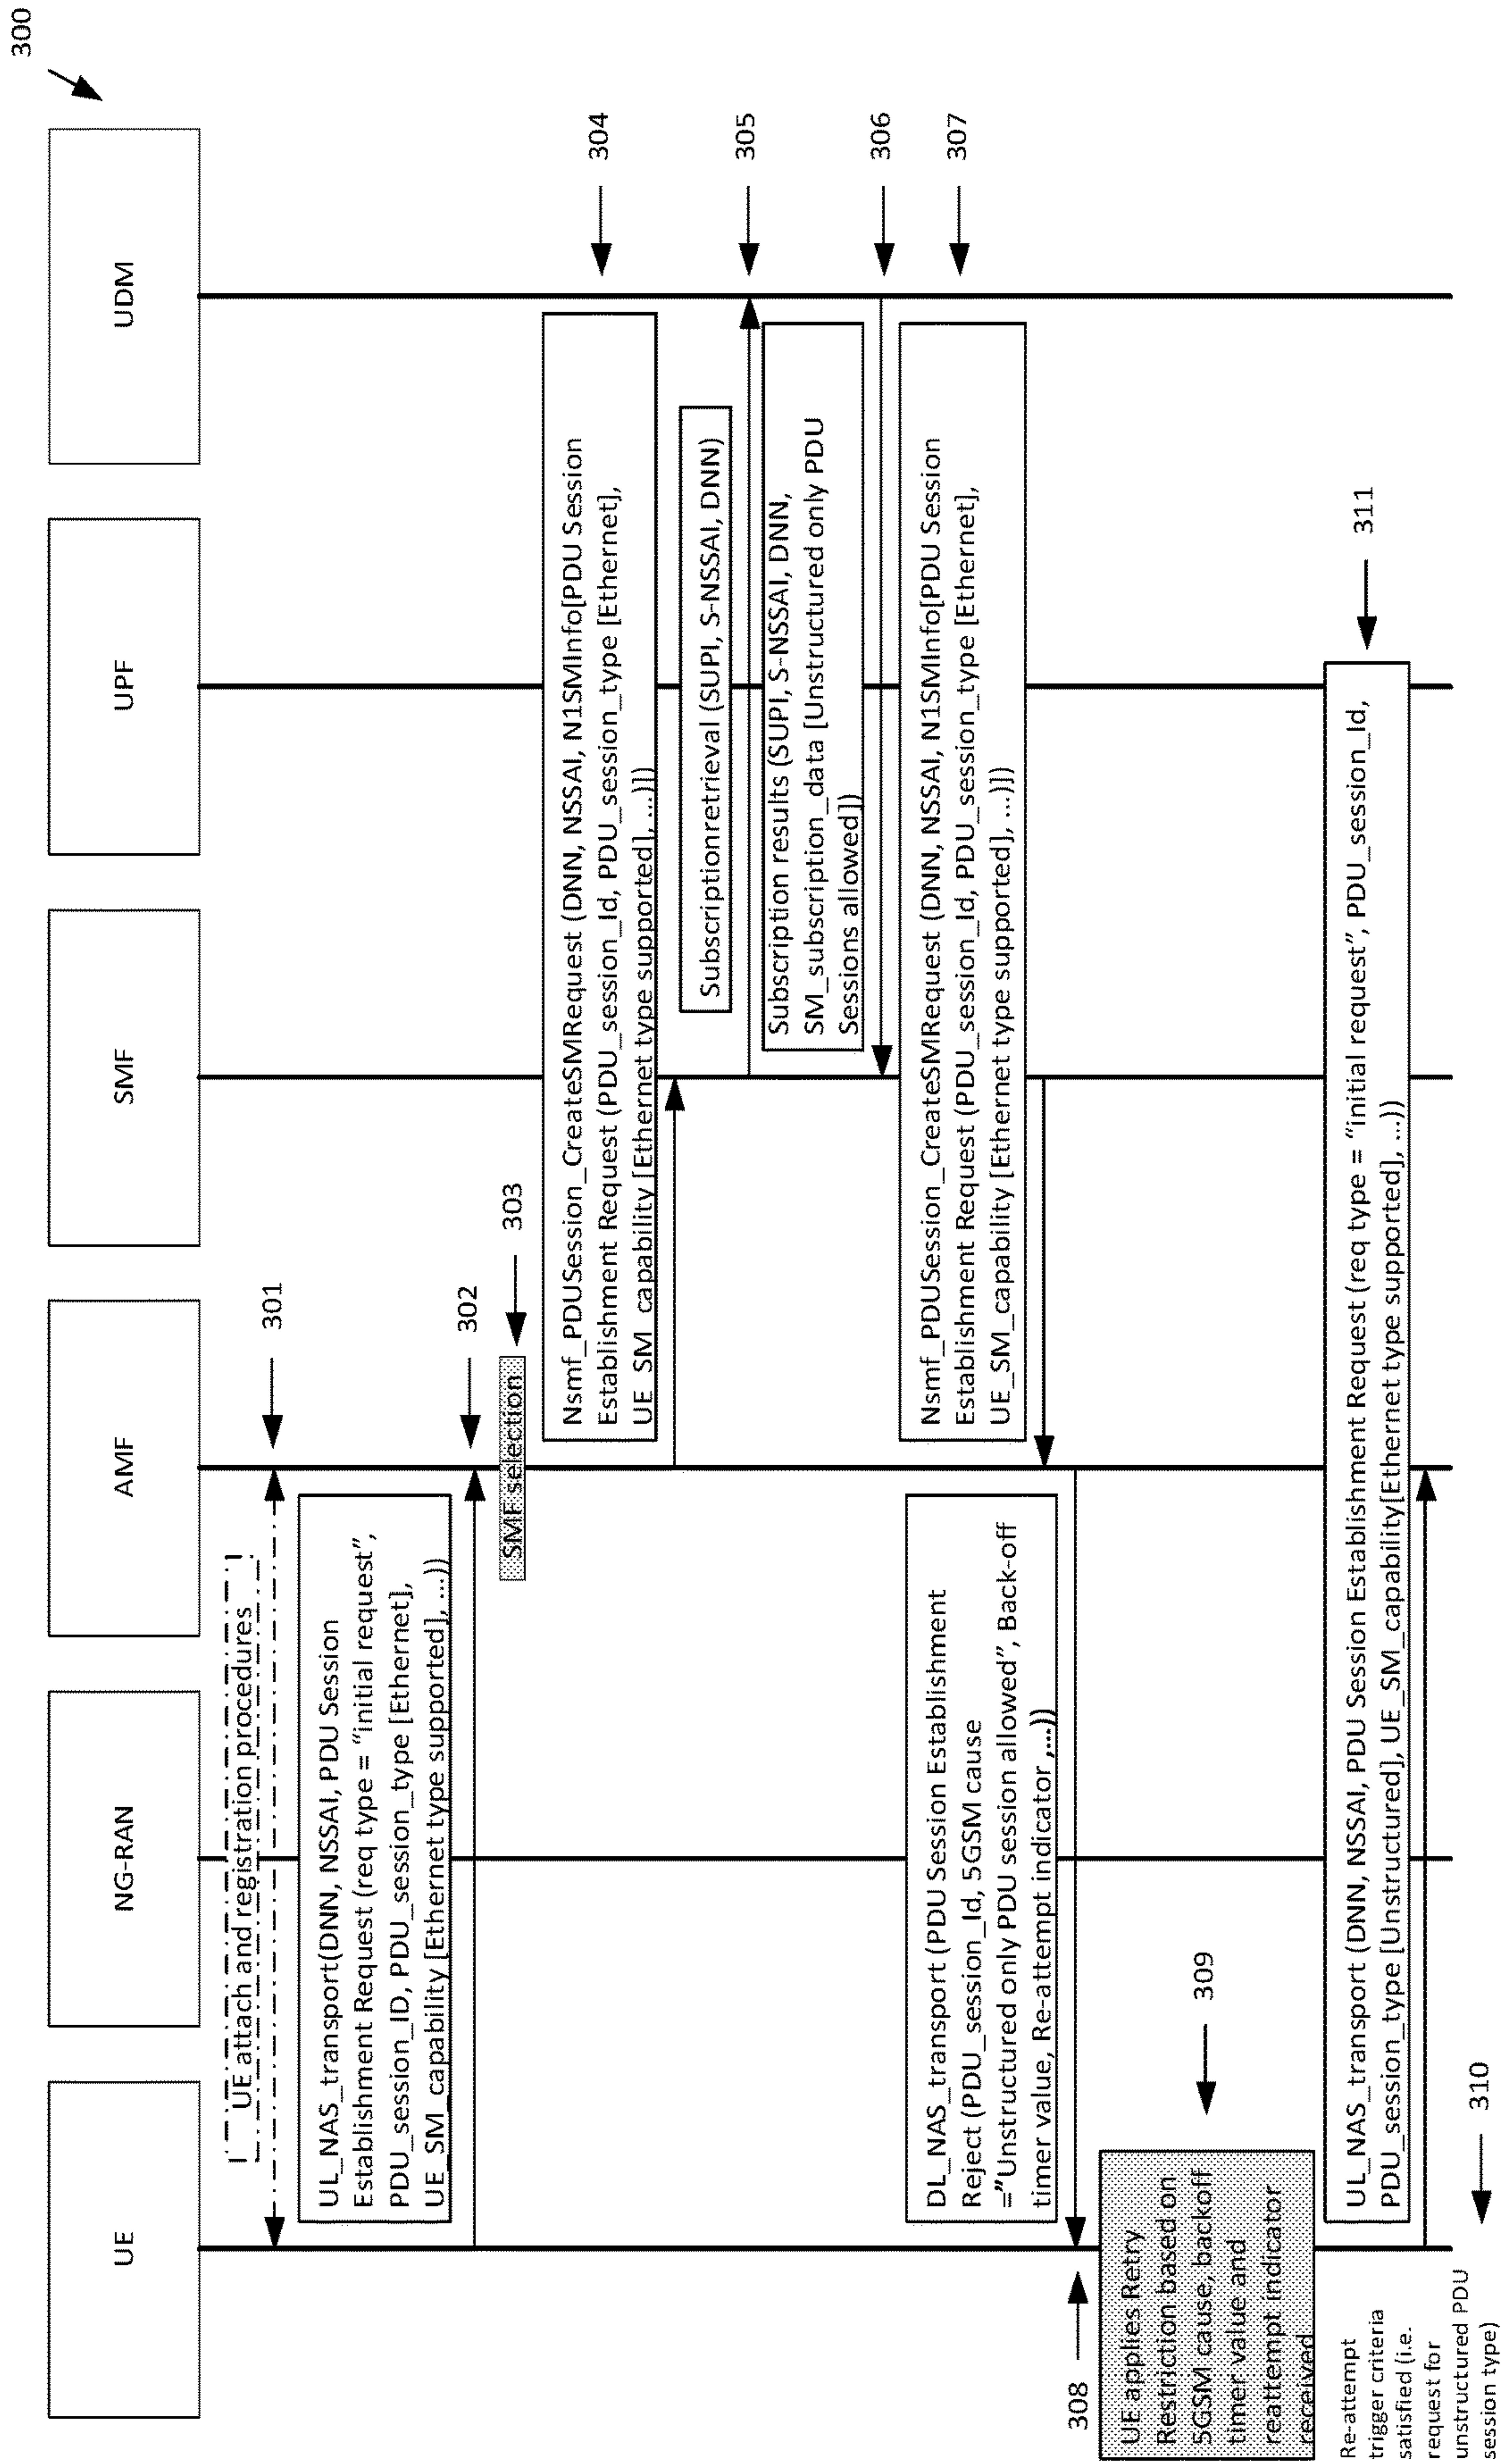 300
UE
NG-RAN
AMF
SMF
UPF
UDM
UE attach and registration procedures
301
UL_NAS_transport(DNN, NSSAI, PDU Session
Establishment Request (req type = “initial request”,
PDU_session_ID, PDU_session_type [Ethernet],
UE_SM_capability [Ethernet type supported], ...))
302
SMF selection
303
Nsmf_PDUSession_CreateSMRequest (DNN, NSSAI, N1SMInfo[PDU Session
Establishment Request (PDU_session_Id, PDU_session_type [Ethernet],
UE_SM_capability [Ethernet type supported], ...)])
304
Subscriptionretrieval (SUPI, S-NSSAI, DNN)
305
Subscription results (SUPI, S-NSSAI, DNN,
SM_subscription_data [Unstructured only PDU
Sessions allowed])
306
Nsmf_PDUSession_CreateSMRequest (DNN, NSSAI, N1SMInfo[PDU Session
Establishment Request (PDU_session_Id, PDU_session_type [Ethernet],
UE_SM_capability [Ethernet type supported], ...)])
307
DL_NAS_transport (PDU Session Establishment
Reject (PDU_session_Id, 5GSM cause
=”Unstructured only PDU session allowed”, Back-off
timer value, Re-attempt indicator ,....))
308
UE applies Retry
Restriction based on
5GSM cause, backoff
timer value and
reattempt indicator
received
309
Re-attempt
trigger criteria
satisfied (i.e.
request for
unstructured PDU
session type)
310
UL_NAS_transport (DNN, NSSAI, PDU Session Establishment Request (req type = “initial request”, PDU_session_Id,
PDU_session_type [Unstructured], UE_SM_capability[Ethernet type supported], ...))
311